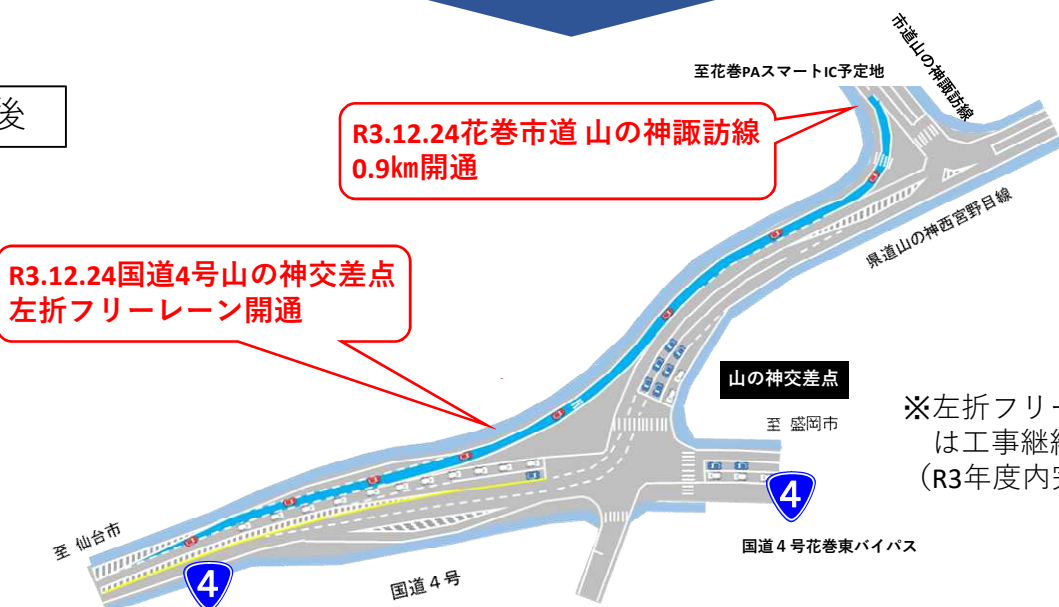 後
至花巻PAスマートIC予定地
市道山の神諏訪線
R3.12.24花巻市道 山の神諏訪線
0.9km開通
県道山の神西宮野目線
R3.12.24国道4号山の神交差点
左折フリーレーン開通
山の神交差点
至 盛岡市
※左折フリー
は工事継
（R3年度内
4
国道４号花巻東バイパス
至 仙台市
4
国道４号